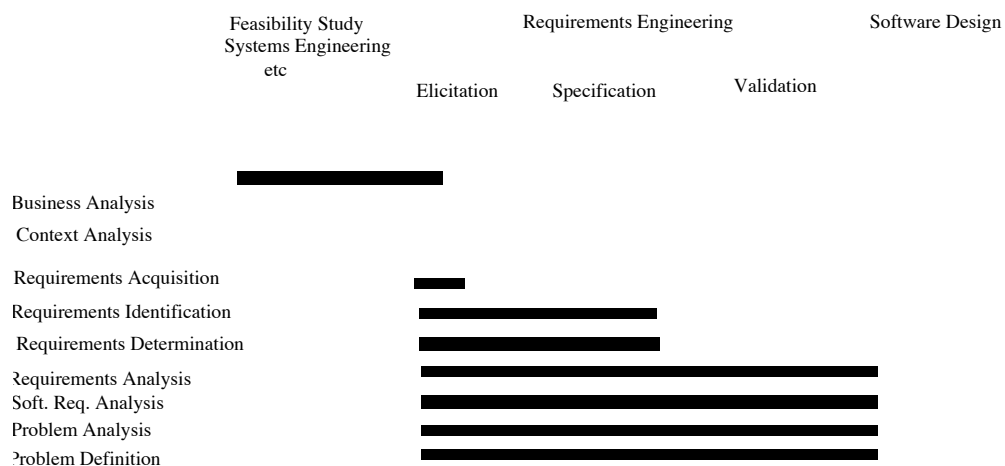 Feasibility Study
Systems Engineering
etc
Requirements Engineering
Software Design
Elicitation
Specification
Validation
Business Analysis
Context Analysis
Requirements Acquisition
Requirements Identification
Requirements Determination
Requirements Analysis
Soft. Req. Analysis
Problem Analysis
Problem Definition